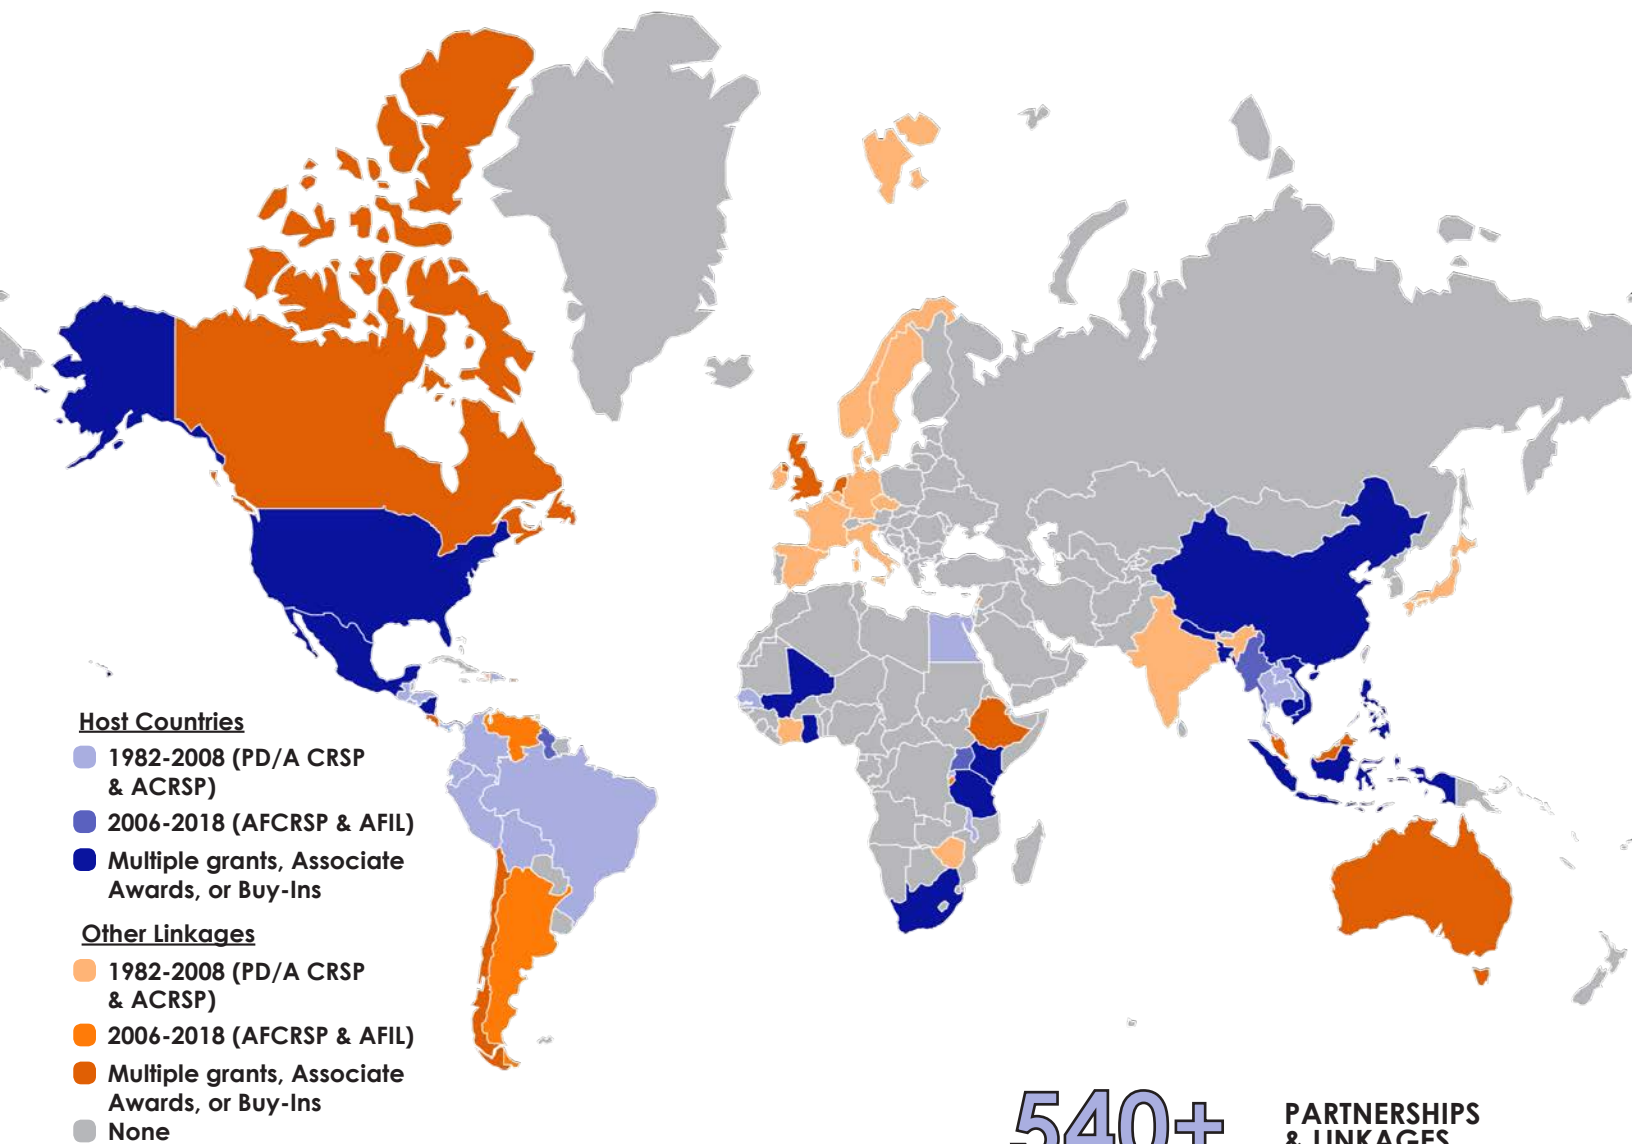 Host Countries
1982-2008 (PD/A CRSP
& ACRSP)
2006-2018 (AFCRSP & AFIL)
Multiple grants, Associate
Awards, or Buy-Ins
Other Linkages
1982-2008 (PD/A CRSP
& ACRSP)
2006-2018 (AFCRSP & AFIL)
Multiple grants, Associate
Awards, or Buy-Ins
None
540+
PARTNERSHIPS
& LINKAGES